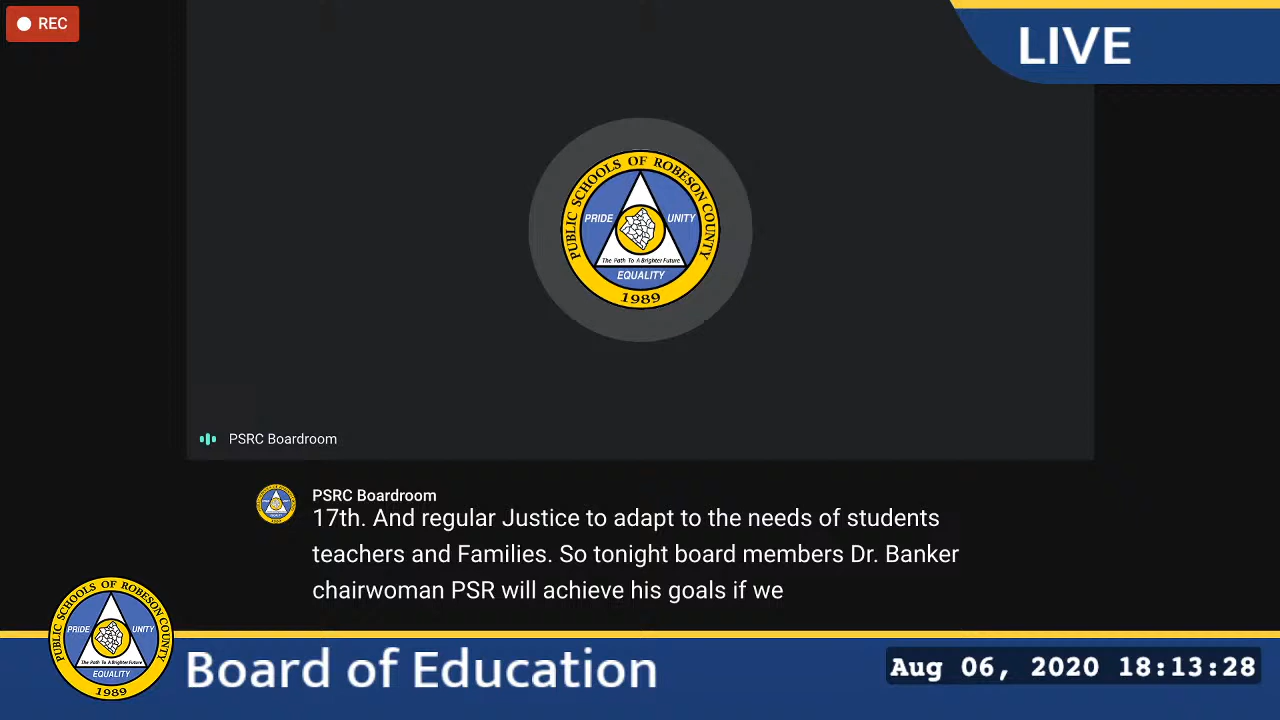 REC
LIVE
PUBLIC SCHOOLS OF ROBESON COUNTY
PRIDE
UNITY
The Path To A Brighter Future
EQUALITY
1989
PSRC Boardroom
PSRC Boardroom
17th. And regular Justice to adapt to the needs of students
teachers and Families. So tonight board members Dr. Banker
chairwoman PSR will achieve his goals if we
PUBLIC SCHOOLS OF ROBESON COUNTY
PRIDE
UNITY
The Path To A Brighter Future
EQUALITY
1989
Board of Education
Aug 06, 2020 18:13:28